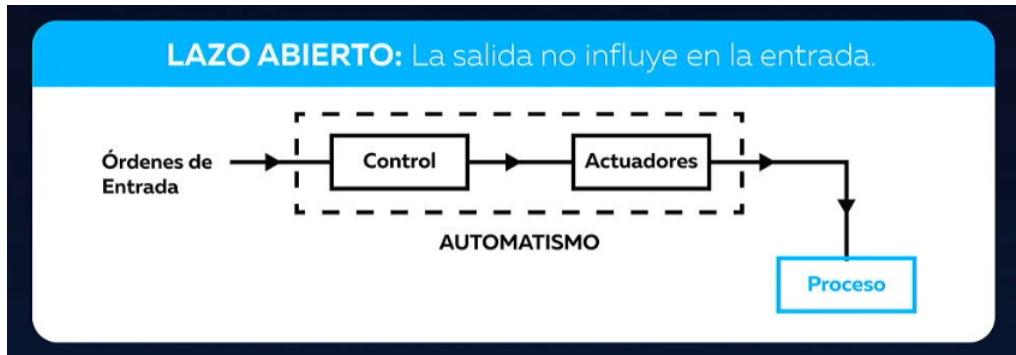 LAZO ABIERTO: La salida no influye en la entrada.
Órdenes de
Entrada
Control
Actuadores
AUTOMATISMO
Proceso